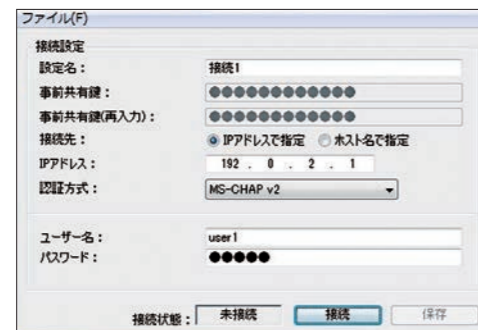 ファイル(F)
接続設定
設定名： 接続1
事前共有鍵： ●●●●●●●●●●●●
事前共有鍵(再入力)： ●●●●●●●●●●●●
接続先： IPアドレスで指定 ホスト名で指定
IPアドレス： 192 . 0 . 2 . 1
認証方式： MS-CHAP v2
ユーザー名： user1
パスワード： ●●●●●
接続状態： 未接続 接続 保存